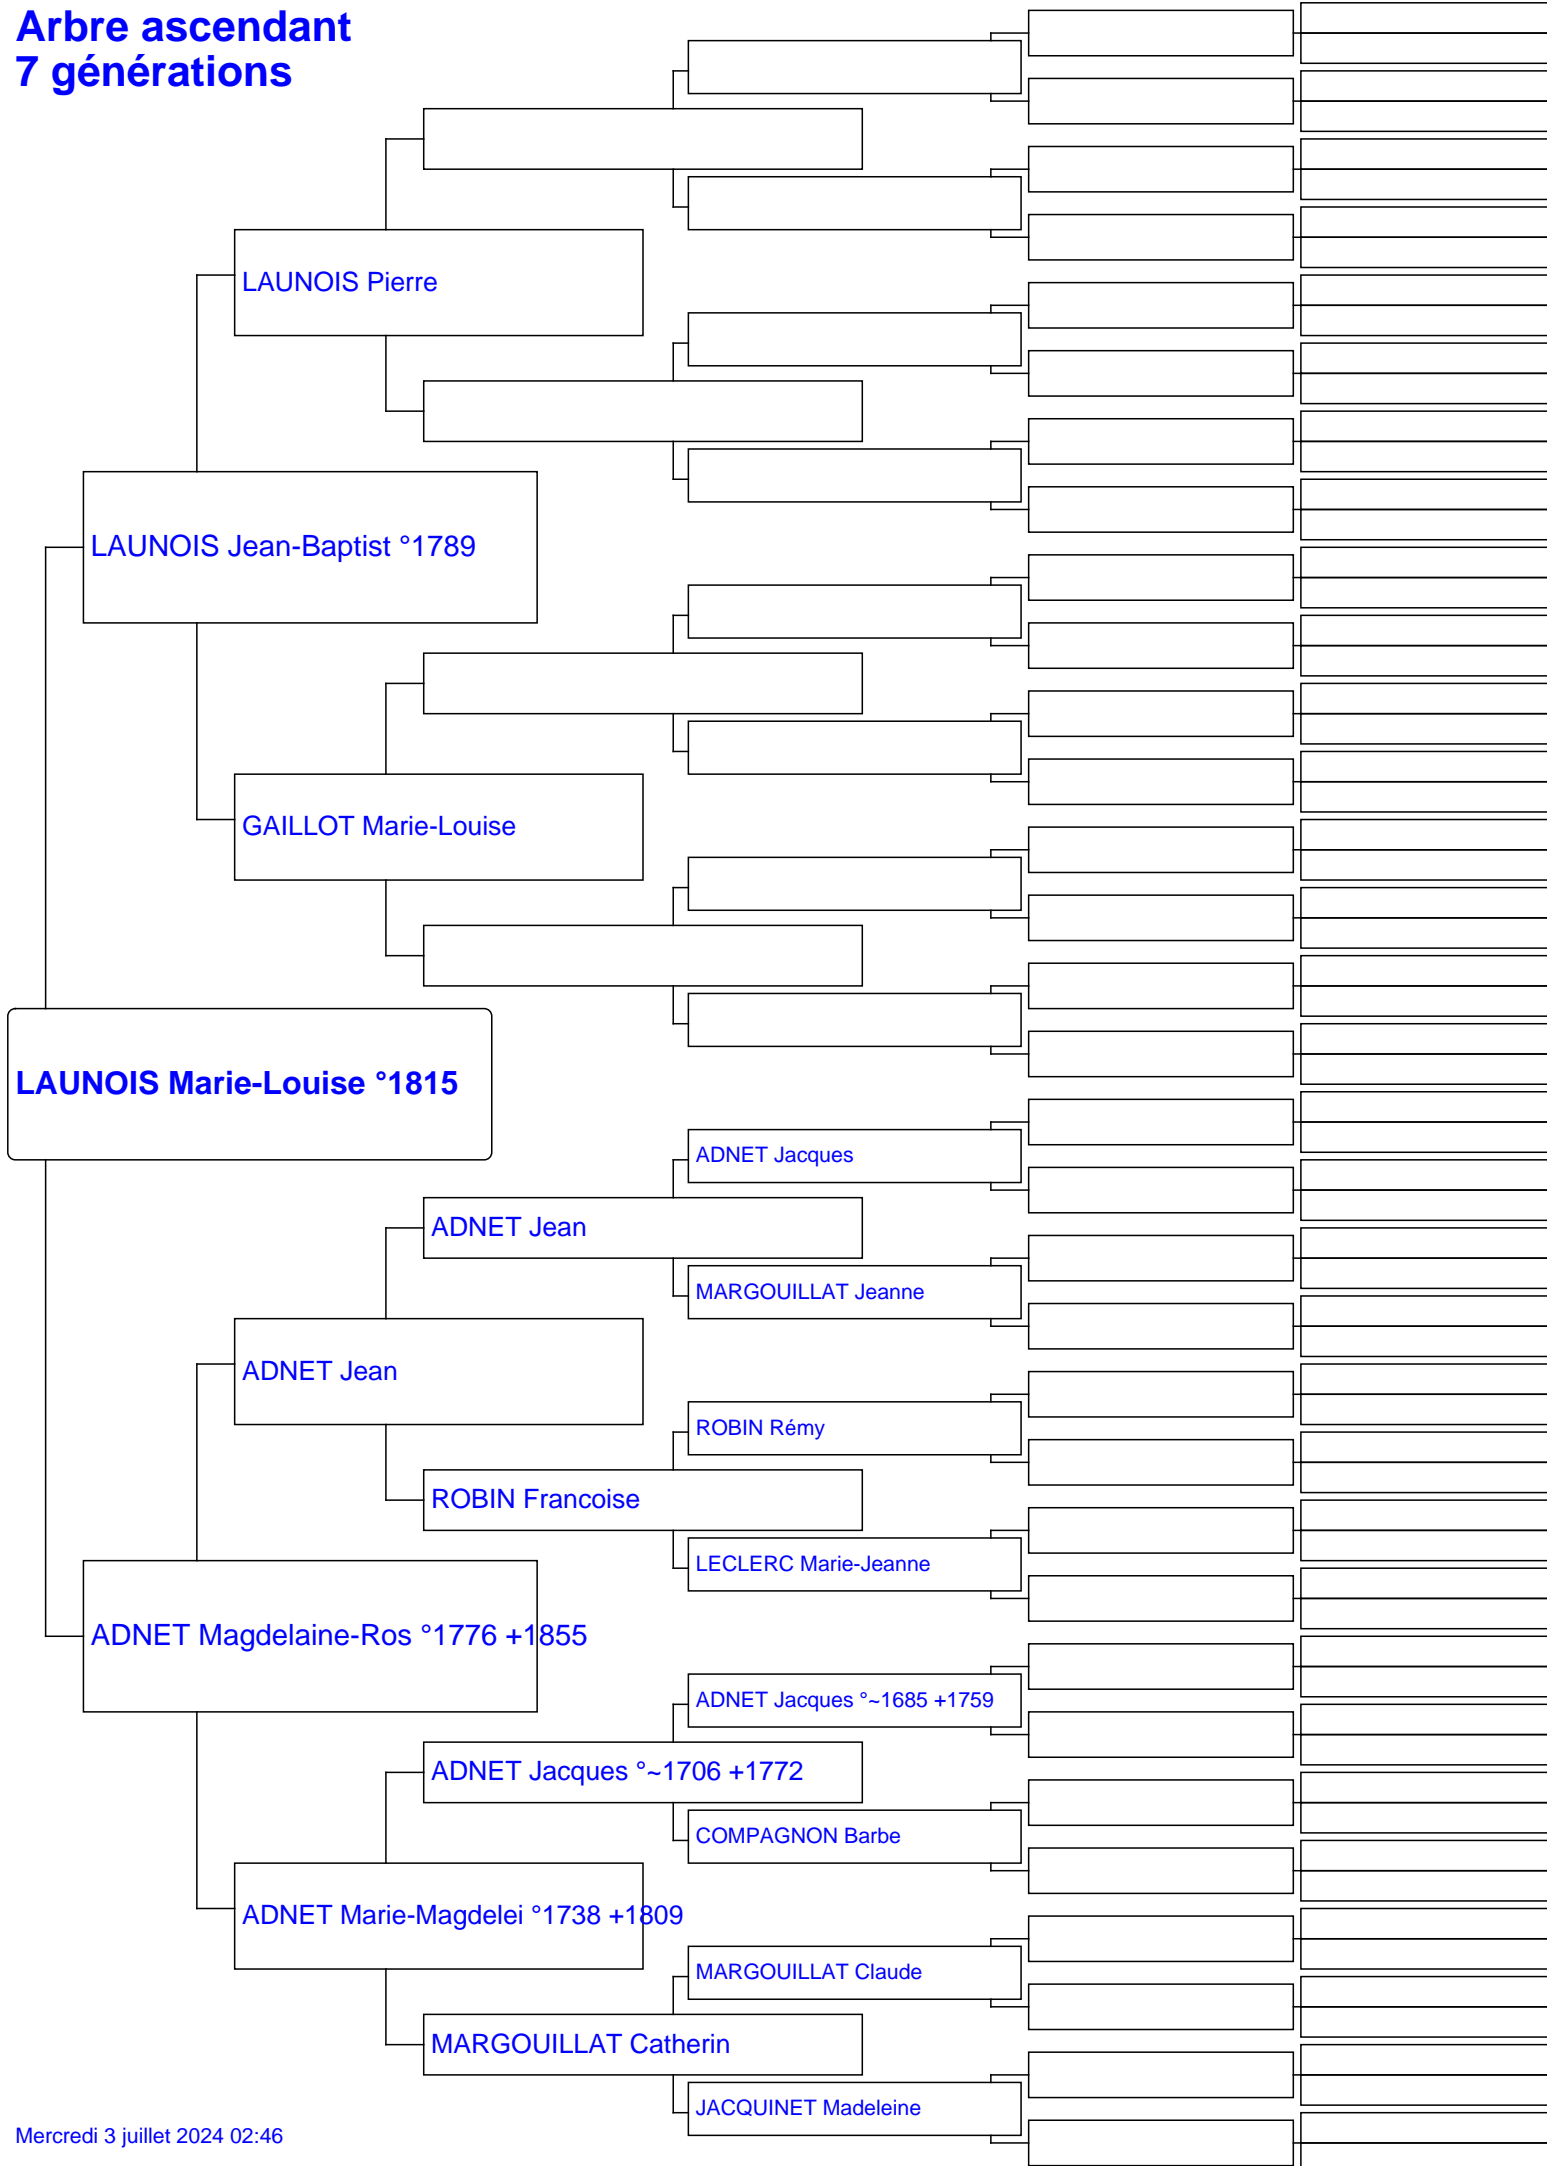 Arbre ascendant
7 générations
LAUNOIS Pierre
LAUNOIS Jean-Baptist °1789
GAILLOT Marie-Louise
LAUNOIS Marie-Louise °1815
ADNET Jacques
ADNET Jean
MARGOUILLAT Jeanne
ADNET Jean
ROBIN Rémy
ROBIN Francoise
LECLERC Marie-Jeanne
ADNET Magdelaine-Ros °1776 +1855
ADNET Jacques °~1685 +1759
ADNET Jacques °~1706 +1772
COMPAGNON Barbe
ADNET Marie-Magdelei °1738 +1809
MARGOUILLAT Claude
MARGOUILLAT Catherin
JACQUINET Madeleine
Mercredi 3 juillet 2024 02:46